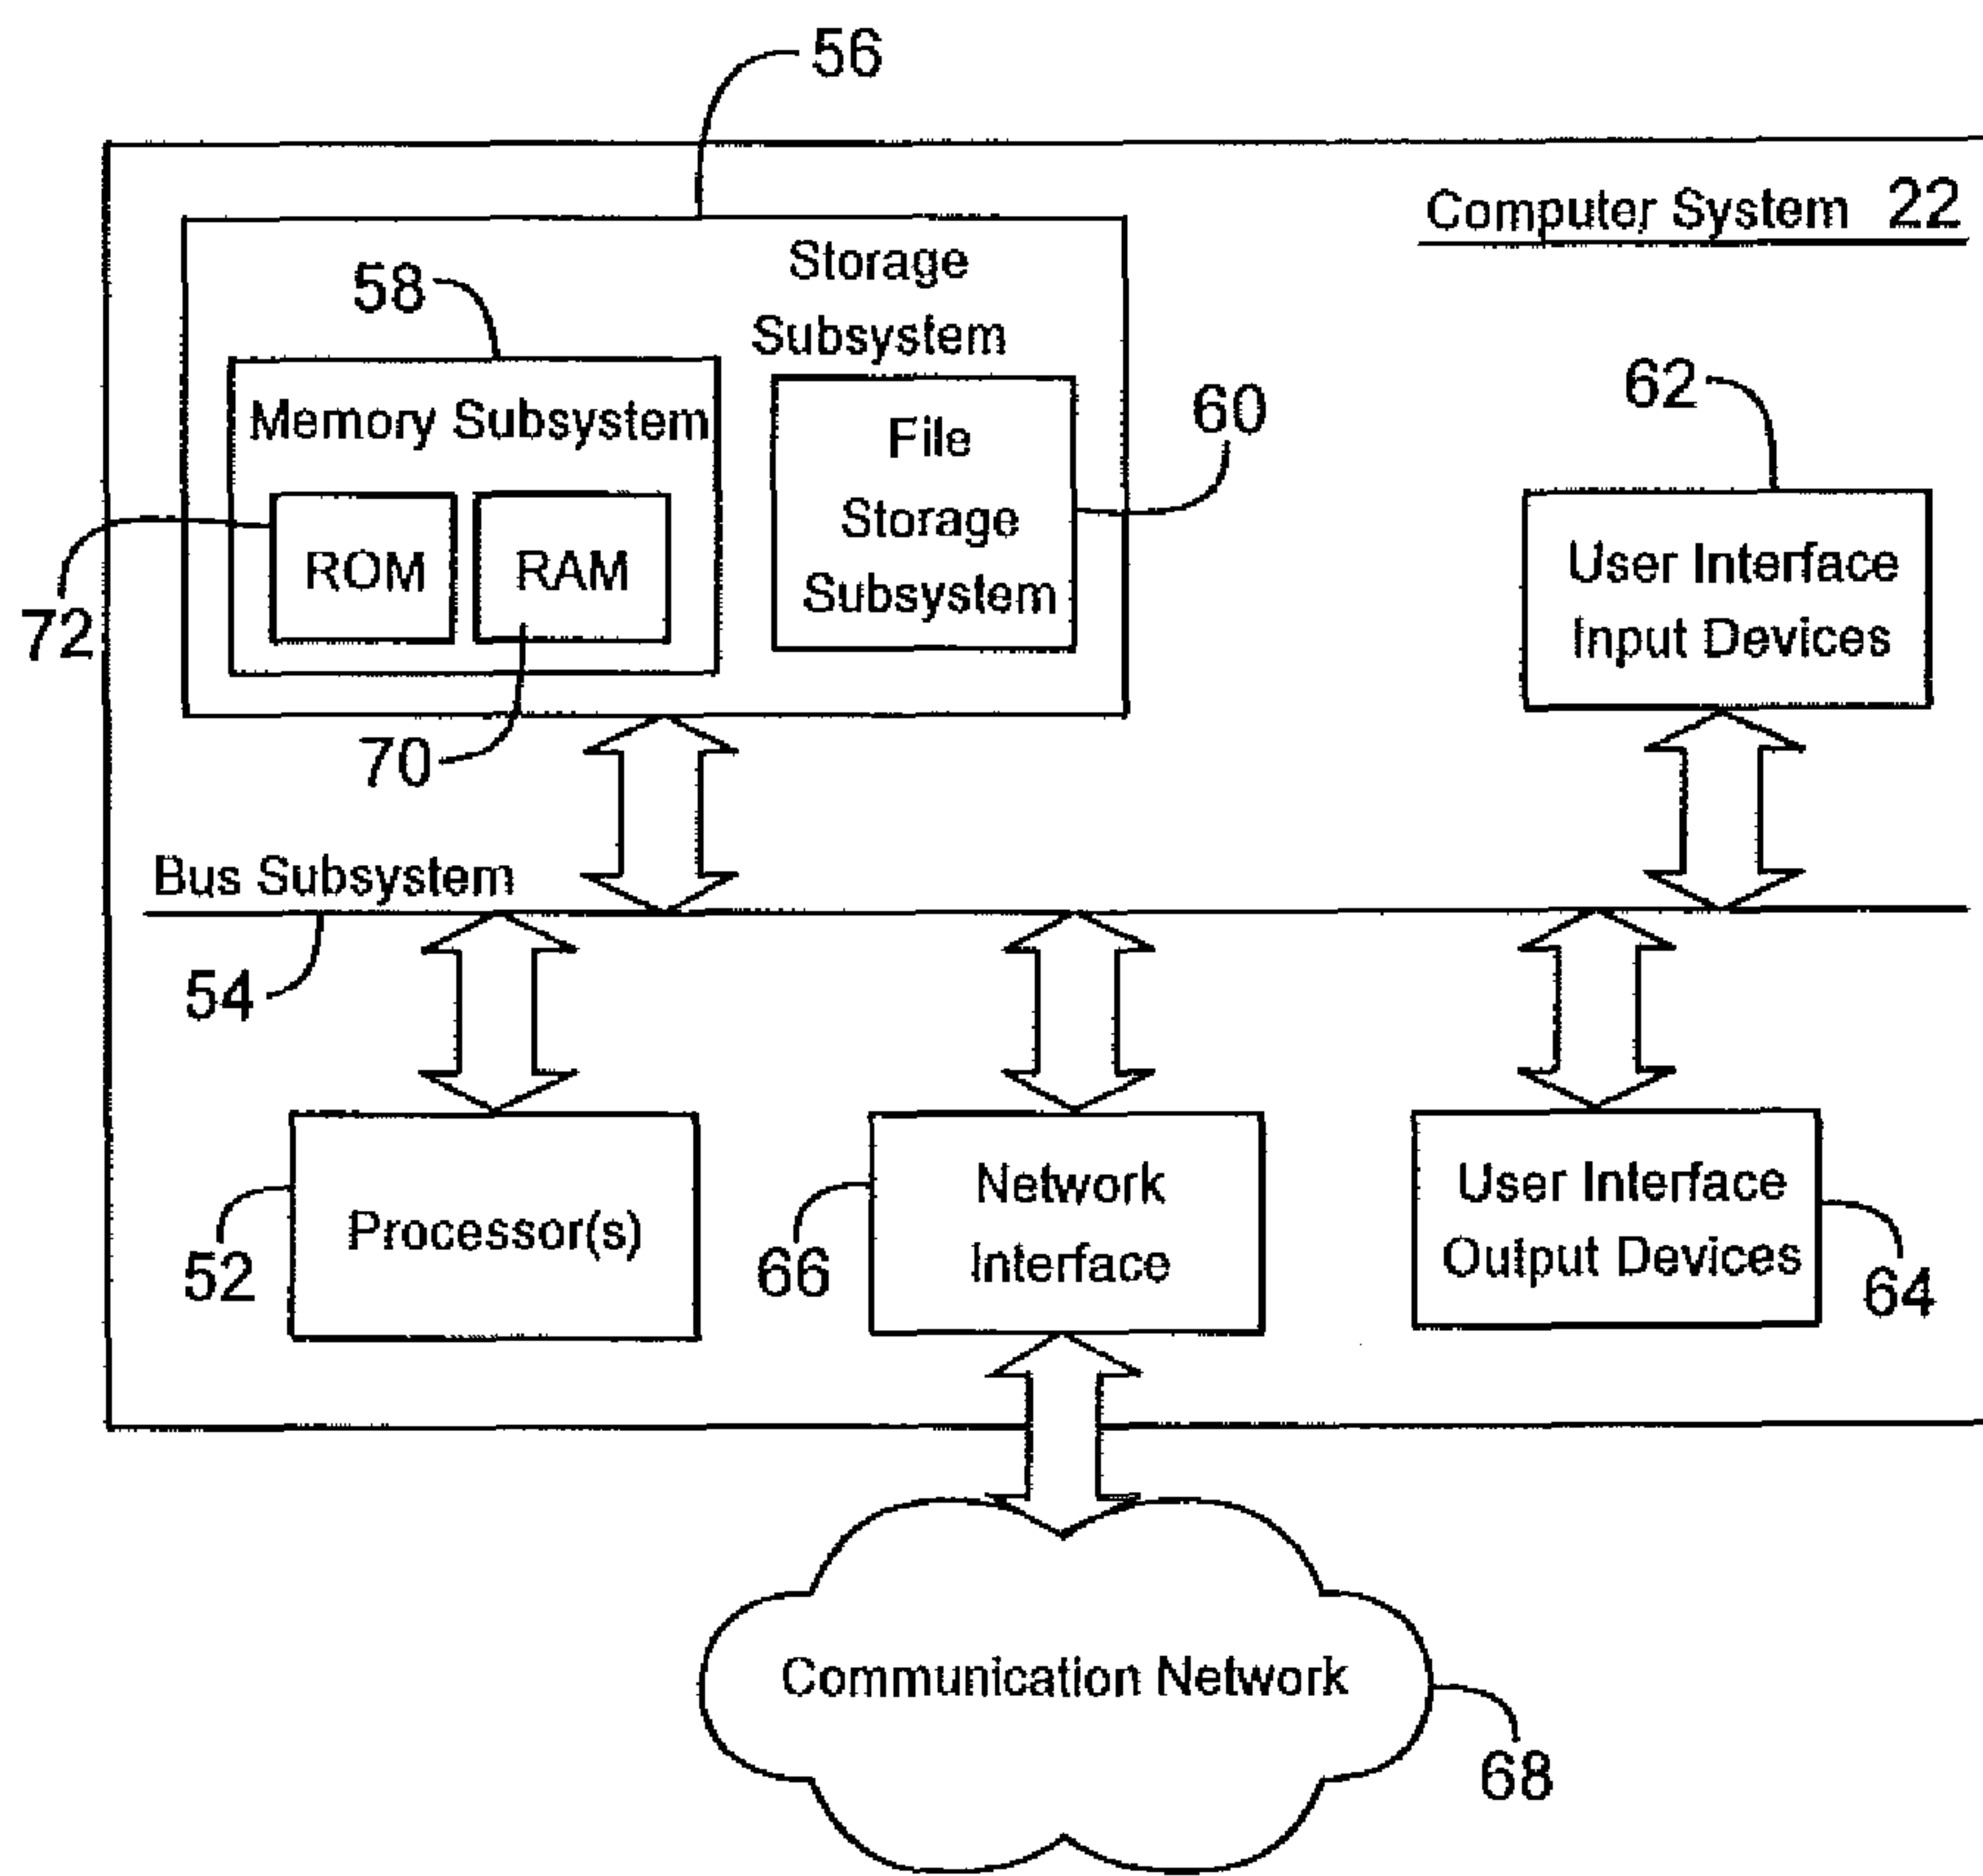 56
Computer System 22
Storage
Subsystem
58
Memory Subsystem
File
Storage
Subsystem
60
62
ROM
RAM
72
70
User Interface
Input Devices
Bus Subsystem
54
Processor(s)
52
Network
Interface
66
User Interface
Output Devices
64
Communication Network
68